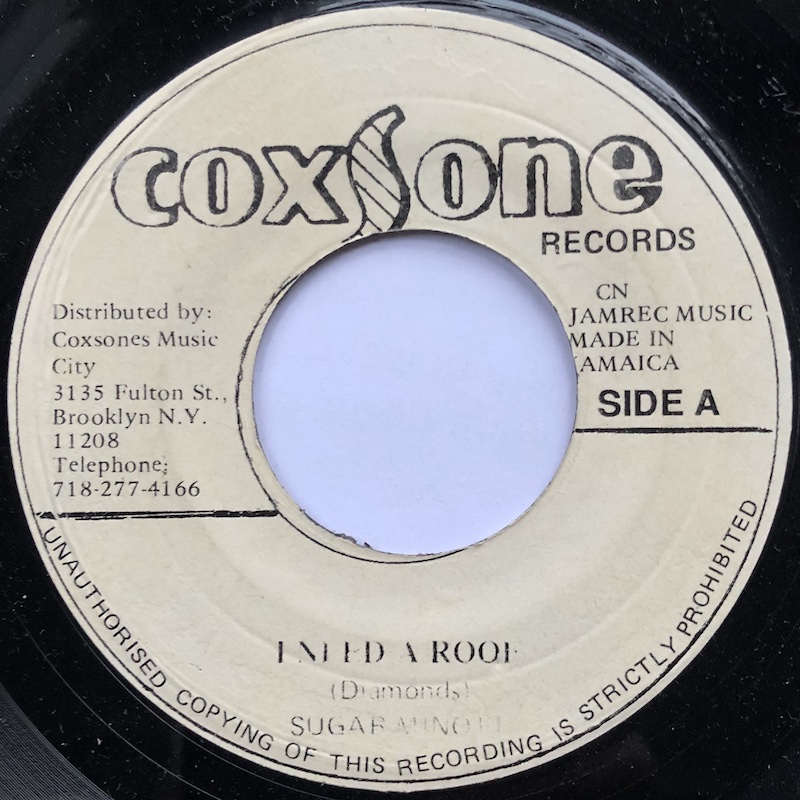 coxsone
RECORDS
Distributed by:
Coxsones Music
City
3135 Fulton St.,
Brooklyn N.Y.
11208
Telephone:
718-277-4166
CN
JAMREC MUSIC
MADE IN
JAMAICA
SIDE A
I NEED A ROOF
(Diamonds)
SUGAR MINOTT
UNAUTHORISED COPYING OF THIS RECORDING IS STRICTLY PROHIBITED